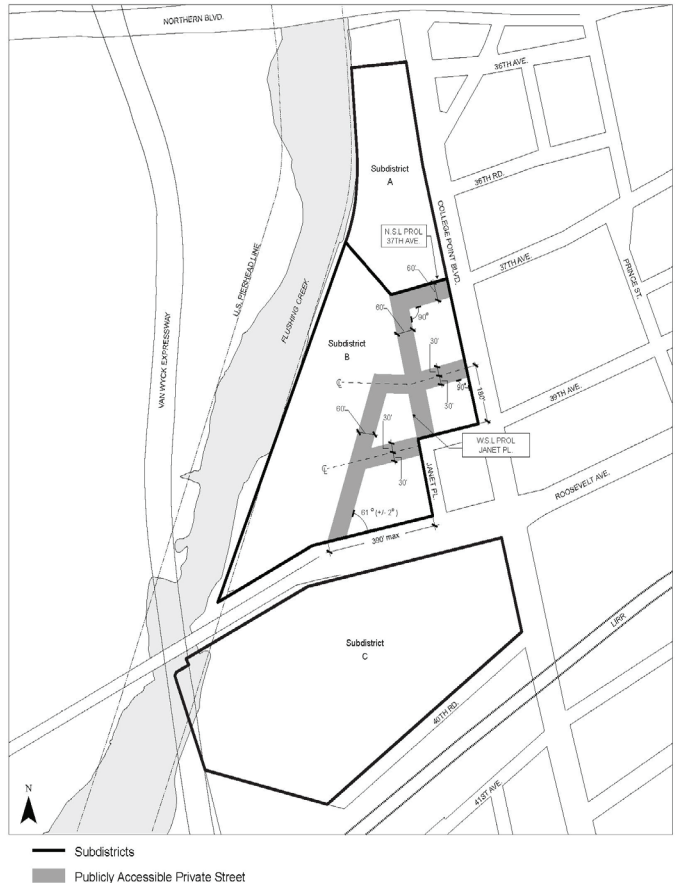 NORTHERN BLVD.
36TH AVE.
Subdistrict
A
36TH RD.
COLLEGE POINT BLVD.
N.S.L PROL
37TH AVE.
37TH AVE.
PRINCE ST.
U.S. PIERHEAD LINE
FLUSHING CREEK
VAN WYCK EXPRESSWAY
60'
60'
90°
Subdistrict
B
30'
30'
90°
180'
39TH AVE.
60'
30'
30'
W.S.L PROL
JANET PL.
JANET PL.
ROOSEVELT AVE.
61° (+/- 2°)
390' max
Subdistrict
C
LIRR
40TH RD.
41ST AVE.
N
Subdistricts
Publicly Accessible Private Street